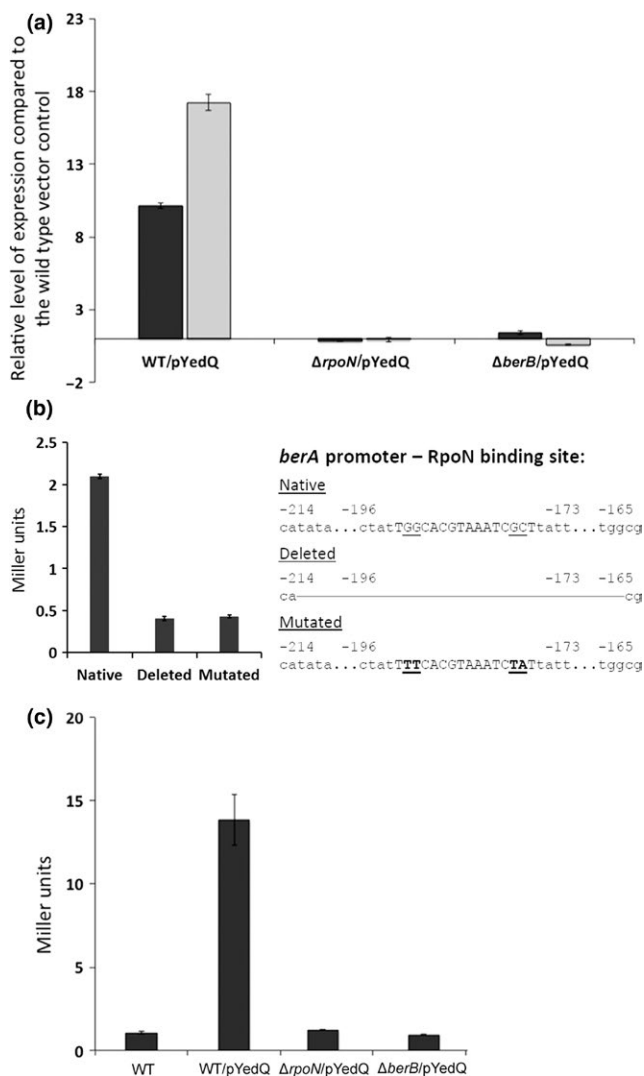 (a)
Relative level of expression compared to
the wild type vector control
23
18
13
8
3
−2
WT/pYedQ ΔrpoN/pYedQ ΔberB/pYedQ
(b)
Miller units
2.5
2
1.5
1
0.5
0
Native Deleted Mutated
berA promoter – RpoN binding site:
Native
-214 -196 -173 -165
catata...ctatTGGCACGTAAATCGCTtatt...tggcg
Deleted
-214 -196 -173 -165
ca cg
Mutated
-214 -196 -173 -165
catata...ctatTTTCACGTAAATCTATtatt...tggcg
(c)
Miller units
20
15
10
5
0
WT WT/pYedQ ΔrpoN/pYedQ ΔberB/pYedQ